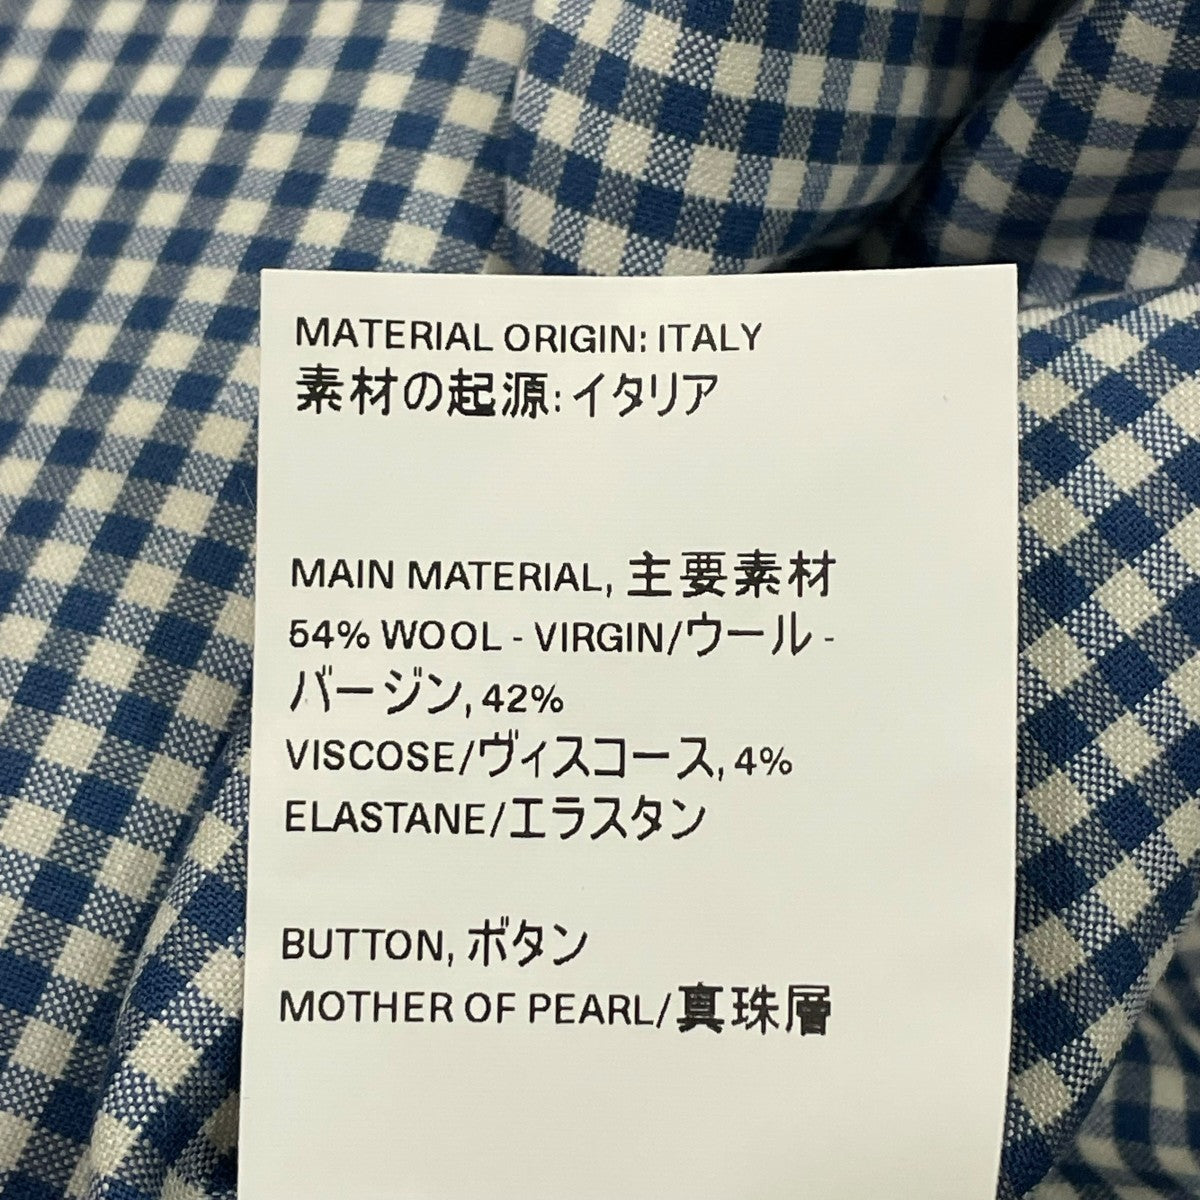 MATERIAL ORIGIN: ITALY
素材の起源: イタリア
MAIN MATERIAL, 主要素材
54% WOOL - VIRGIN/ウール -
バージン, 42%
VISCOSE/ヴィスコース, 4%
ELASTANE/エラスタン
BUTTON, ボタン
MOTHER OF PEARL/真珠層